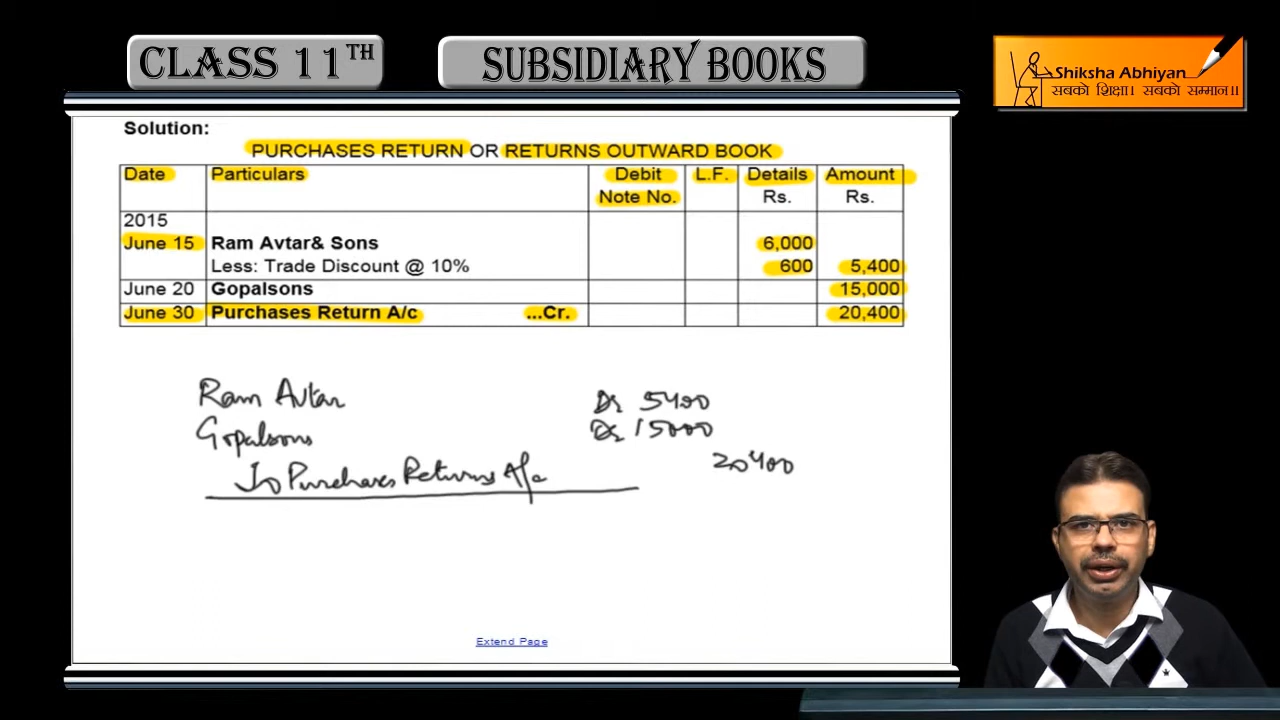 CLASS 11TH
SUBSIDIARY BOOKS
Shiksha Abhiyan
सबको शिक्षा। सबको सम्मान॥
Solution:
PURCHASES RETURN OR RETURNS OUTWARD BOOK
Date Particulars Debit L.F. Details Amount
Note No. Rs. Rs.
2015
June 15 Ram Avtar& Sons 6,000
Less: Trade Discount @ 10% 600 5,400
June 20 Gopalsons 15,000
June 30 Purchases Return A/c ...Cr. 20,400
Ram Avtar Dr 5400
Gopalsons Dr 15000
To Purchases Returns A/c 20400
Extend Page